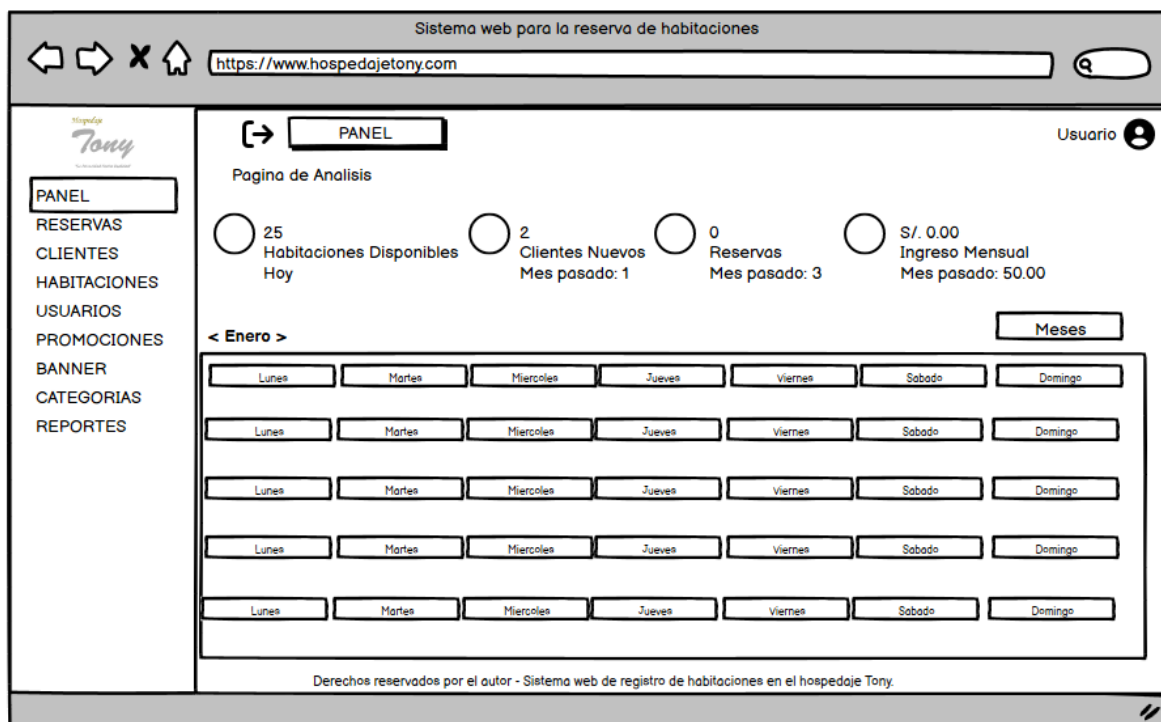 Sistema web para la reserva de habitaciones
https://www.hospedajetony.com
Hospedaje
Tony
PANEL
RESERVAS
CLIENTES
HABITACIONES
USUARIOS
PROMOCIONES
BANNER
CATEGORIAS
REPORTES
PANEL
Usuario
Pagina de Analisis
25
Habitaciones Disponibles
Hoy
2
Clientes Nuevos
Mes pasado: 1
0
Reservas
Mes pasado: 3
S/. 0.00
Ingreso Mensual
Mes pasado: 50.00
< Enero >
Meses
Lunes Martes Miercoles Jueves Viernes Sabado Domingo
Lunes Martes Miercoles Jueves Viernes Sabado Domingo
Lunes Martes Miercoles Jueves Viernes Sabado Domingo
Lunes Martes Miercoles Jueves Viernes Sabado Domingo
Lunes Martes Miercoles Jueves Viernes Sabado Domingo
Derechos reservados por el autor - Sistema web de registro de habitaciones en el hospedaje Tony.